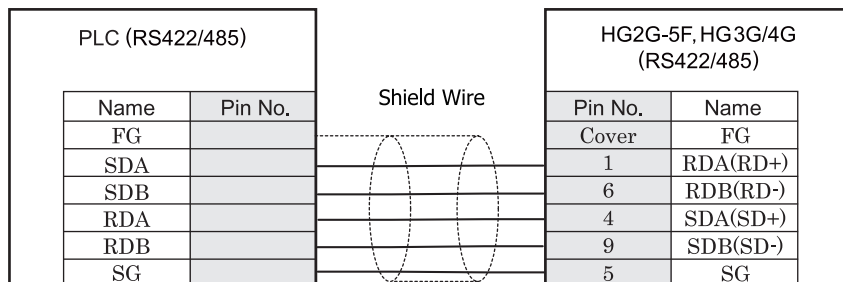 PLC (RS422/485)
HG2G-5F, HG3G/4G
(RS422/485)
Shield Wire
Name Pin No. Pin No. Name
FG Cover FG
SDA 1 RDA(RD+)
SDB 6 RDB(RD-)
RDA 4 SDA(SD+)
RDB 9 SDB(SD-)
SG 5 SG